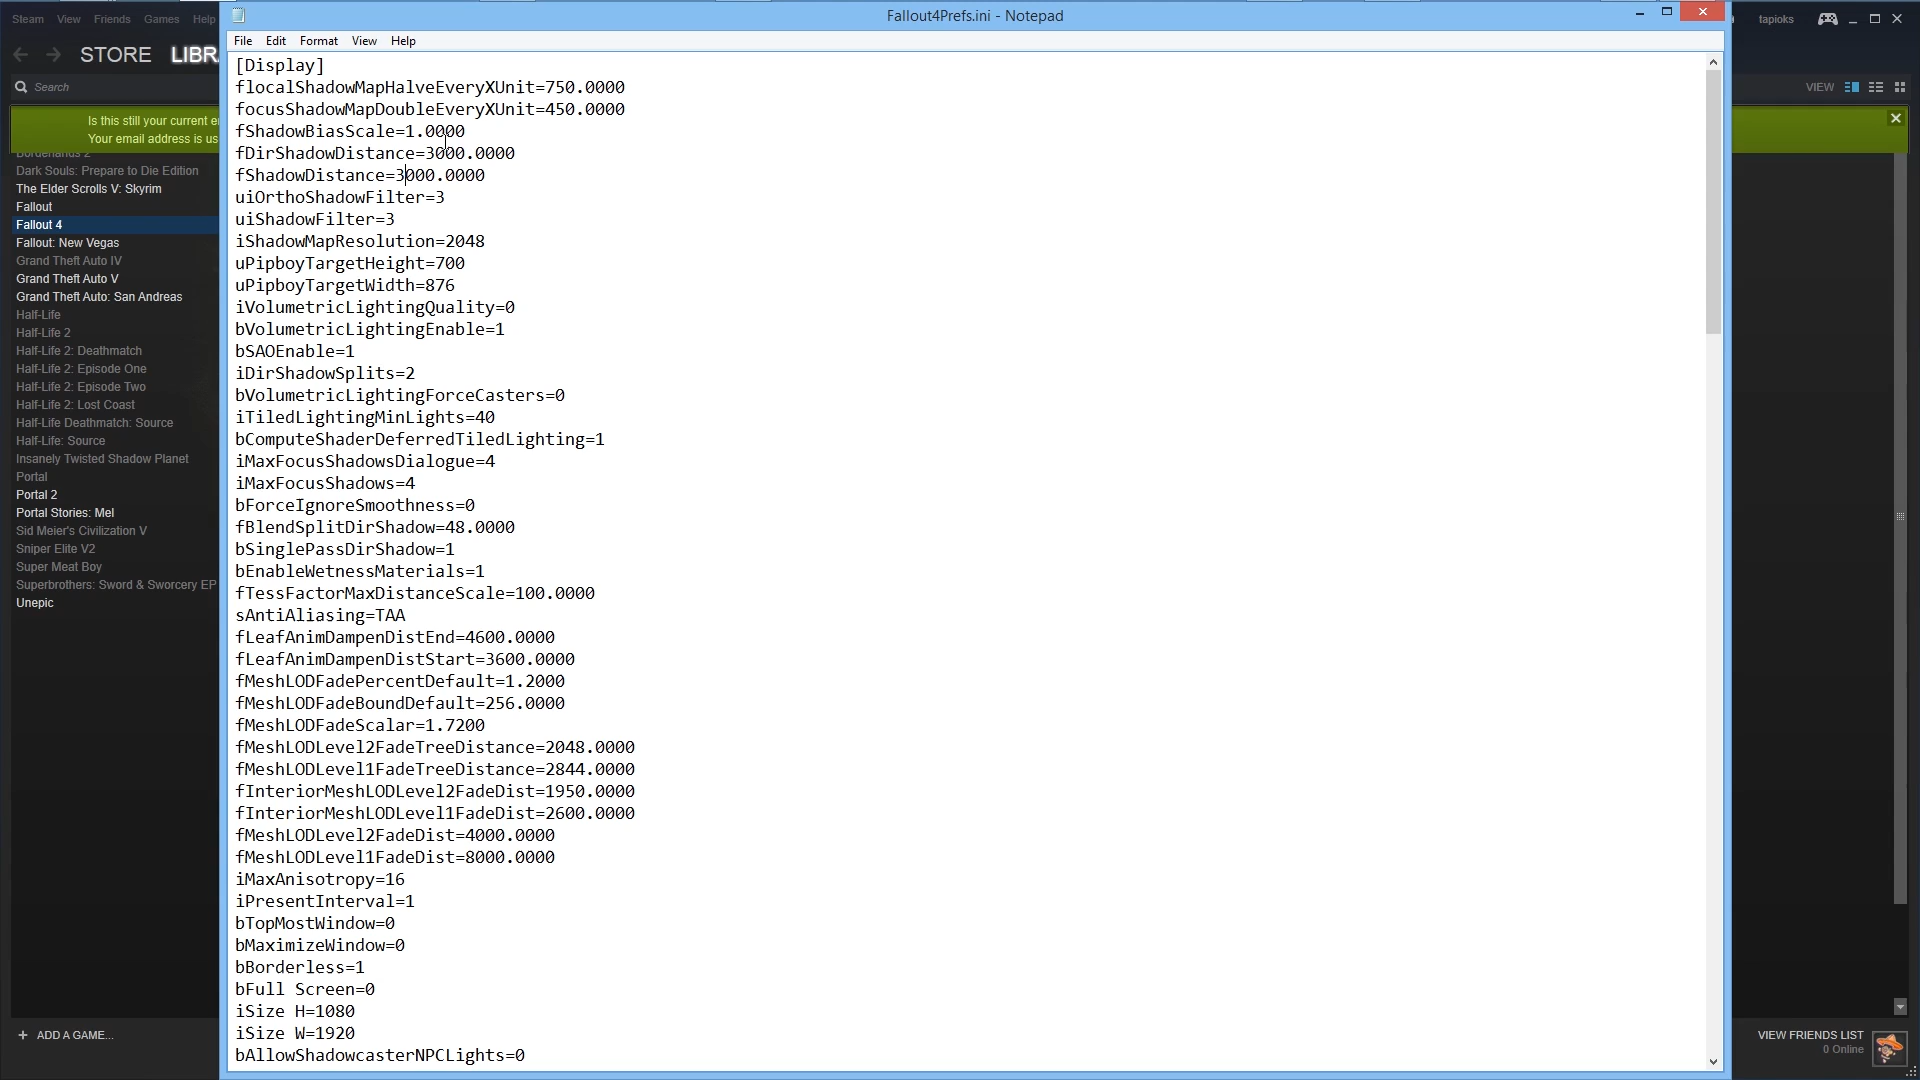 Fallout4Prefs.ini - Notepad
Steam View Friends Games Help
tapioks
File Edit Format View Help
STORE
Search
VIEW
Is this still your current
Your email address is
Borderlands 2
Dark Souls: Prepare to Die Edition
The Elder Scrolls V: Skyrim
Fallout
Fallout 4
Fallout: New Vegas
Grand Theft Auto IV
Grand Theft Auto V
Grand Theft Auto: San Andreas
Half-Life
Half-Life 2
Half-Life 2: Deathmatch
Half-Life 2: Episode One
Half-Life 2: Episode Two
Half-Life 2: Lost Coast
Half-Life Deathmatch: Source
Half-Life: Source
Insanely Twisted Shadow Planet
Portal
Portal 2
Portal Stories: Mel
Sid Meier's Civilization V
Sniper Elite V2
Super Meat Boy
Superbrothers: Sword & Sworcery EP
Unepic
+ ADD A GAME...
[Display]
flocalShadowMapHalveEveryXUnit=750.0000
focusShadowMapDoubleEveryXUnit=450.0000
fShadowBiasScale=1.0000
fDirShadowDistance=3000.0000
fShadowDistance=3000.0000
uiOrthoShadowFilter=3
uiShadowFilter=3
iShadowMapResolution=2048
uPipboyTargetHeight=700
uPipboyTargetWidth=876
iVolumetricLightingQuality=0
bVolumetricLightingEnable=1
bSAOEnable=1
iDirShadowSplits=2
bVolumetricLightingForceCasters=0
iTiledLightingMinLights=40
bComputeShaderDeferredTiledLighting=1
iMaxFocusShadowsDialogue=4
iMaxFocusShadows=4
bForceIgnoreSmoothness=0
fBlendSplitDirShadow=48.0000
bSinglePassDirShadow=1
bEnableWetnessMaterials=1
fTessFactorMaxDistanceScale=100.0000
sAntiAliasing=TAA
fLeafAnimDampenDistEnd=4600.0000
fLeafAnimDampenDistStart=3600.0000
fMeshLODFadePercentDefault=1.2000
fMeshLODFadeBoundDefault=256.0000
fMeshLODFadeScalar=1.7200
fMeshLODLevel2FadeTreeDistance=2048.0000
fMeshLODLevel1FadeTreeDistance=2844.0000
fInteriorMeshLODLevel2FadeDist=1950.0000
fInteriorMeshLODLevel1FadeDist=2600.0000
fMeshLODLevel2FadeDist=4000.0000
fMeshLODLevel1FadeDist=8000.0000
iMaxAnisotropy=16
iPresentInterval=1
bTopMostWindow=0
bMaximizeWindow=0
bBorderless=1
bFull Screen=0
iSize H=1080
iSize W=1920
bAllowShadowcasterNPCLights=0
VIEW FRIENDS LIST
0 Online